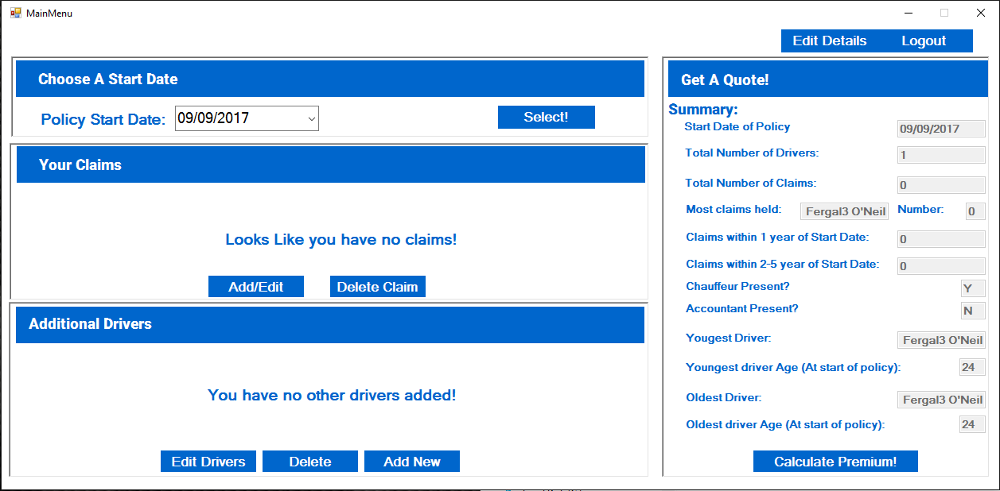 MainMenu
Edit Details Logout
Choose A Start Date
Policy Start Date: 09/09/2017 Select!
Your Claims
Looks Like you have no claims!
Add/Edit Delete Claim
Additional Drivers
You have no other drivers added!
Edit Drivers Delete Add New
Get A Quote!
Summary:
Start Date of Policy 09/09/2017
Total Number of Drivers: 1
Total Number of Claims: 0
Most claims held: Fergal3 O'Neil Number: 0
Claims within 1 year of Start Date: 0
Claims within 2-5 year of Start Date: 0
Chauffeur Present? Y
Accountant Present? N
Yougest Driver: Fergal3 O'Neil
Youngest driver Age (At start of policy): 24
Oldest Driver: Fergal3 O'Neil
Oldest driver Age (At start of policy): 24
Calculate Premium!